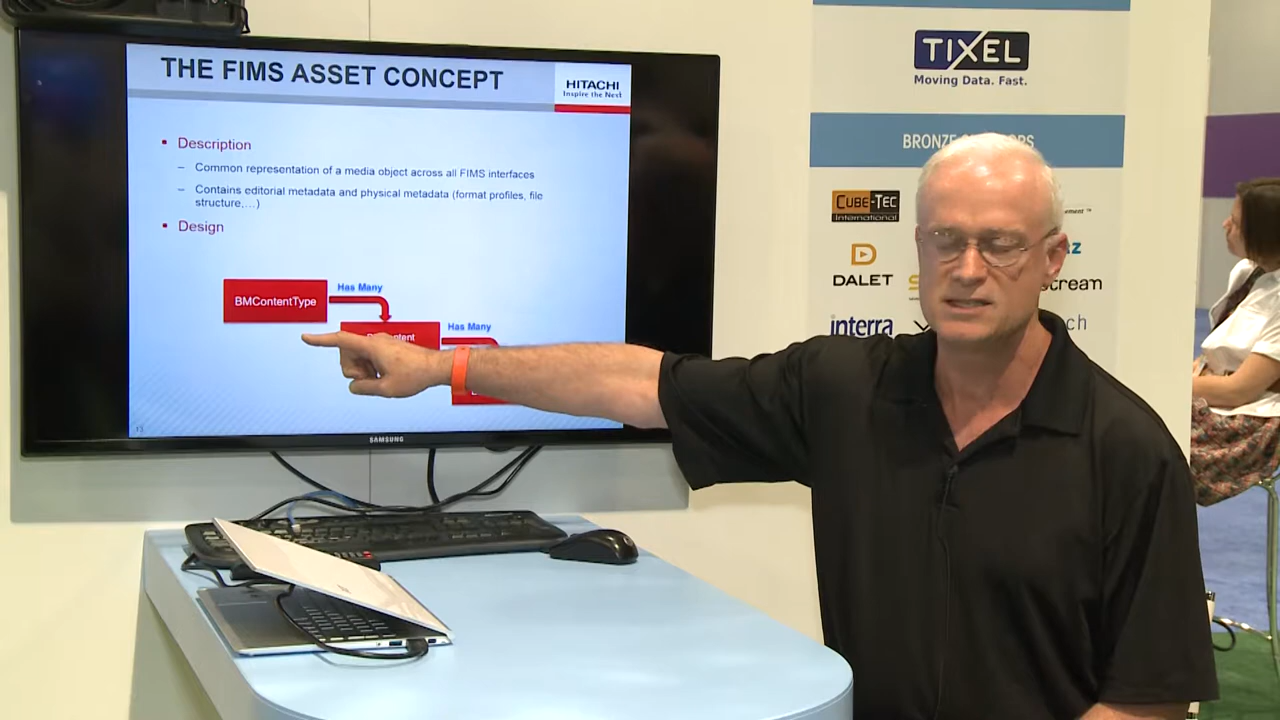 THE FIMS ASSET CONCEPT
HITACHI
Inspire the Next
Description
– Common representation of a media object across all FIMS interfaces
– Contains editorial metadata and physical metadata (format profiles, file
structure,…)
Design
BMContentType
Has Many
Has Many
13
SAMSUNG
TIXEL
Moving Data. Fast.
CUBE-TEC
International
DALET
interra